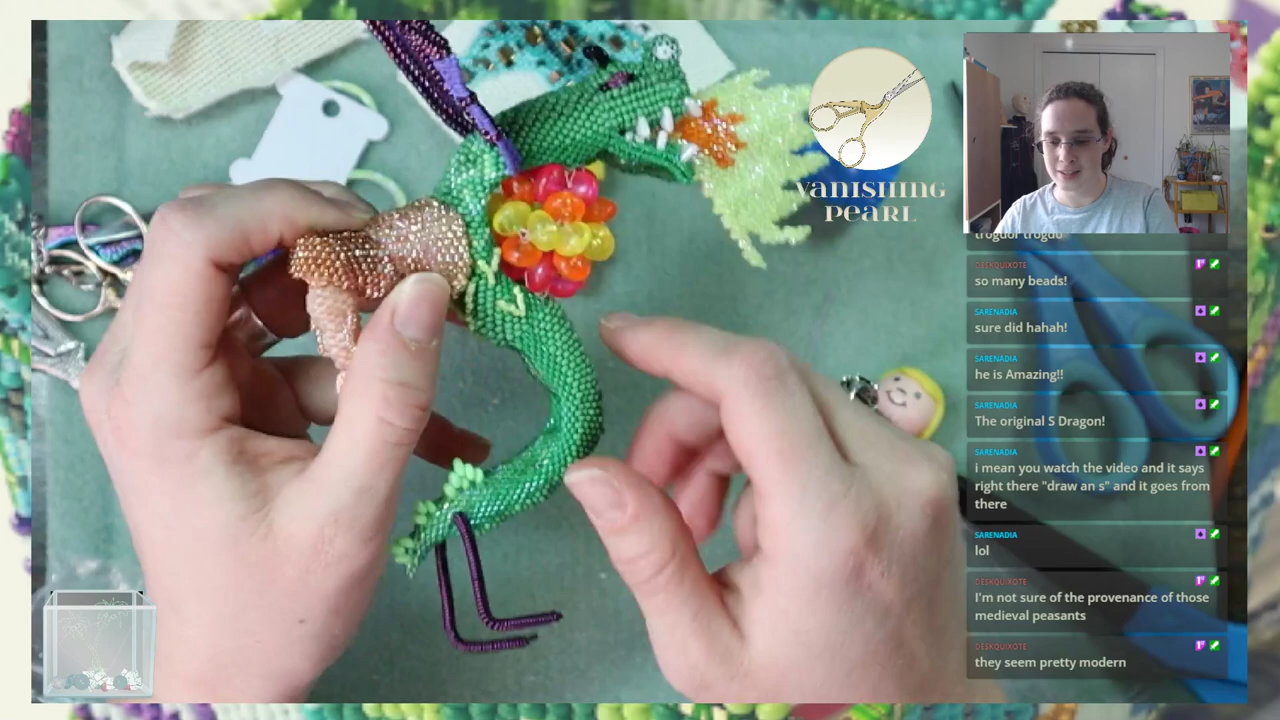 VANISHING
PEARL
trogdor trogdo
DESKQUIXOTE
so many beads!
SARENADIA
sure did hahah!
SARENADIA
he is Amazing!!
SARENADIA
The original S Dragon!
SARENADIA
i mean you watch the video and it says
right there "draw an s" and it goes from
there
SARENADIA
lol
DESKQUIXOTE
I'm not sure of the provenance of those
medieval peasants
DESKQUIXOTE
they seem pretty modern